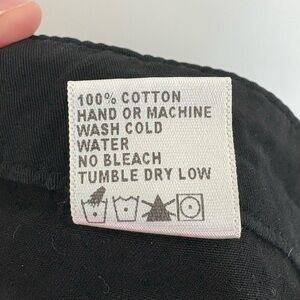 100% COTTON
HAND OR MACHINE
WASH COLD
WATER
NO BLEACH
TUMBLE DRY LOW